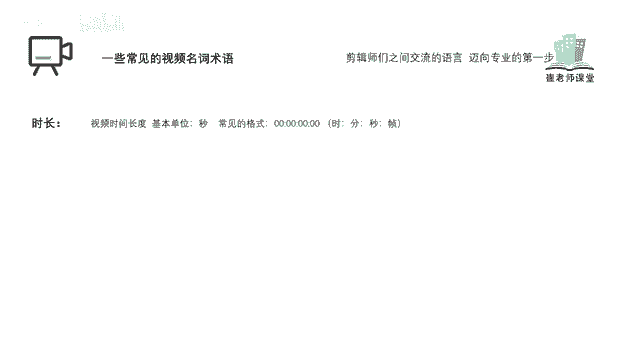 一些常见的视频名词术语
剪辑师们之间交流的语言 迈向专业的第一步
崔老师课堂
时长： 视频时间长度 基本单位：秒 常见的格式：00:00:00:00（时：分：秒：帧）